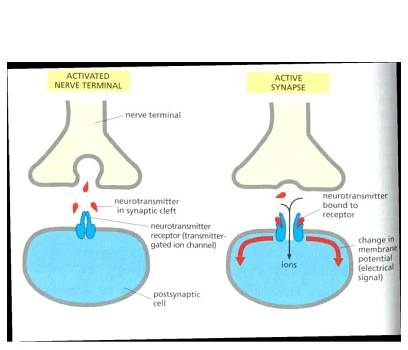 ACTIVATED
NERVE TERMINAL
nerve terminal
neurotransmitter
in synaptic cleft
neurotransmitter
receptor (transmitter-
gated ion channel)
postsynaptic
cell
ACTIVE
SYNAPSE
neurotransmitter
bound to
receptor
change in
membrane
potential
(electrical
signal)
ions